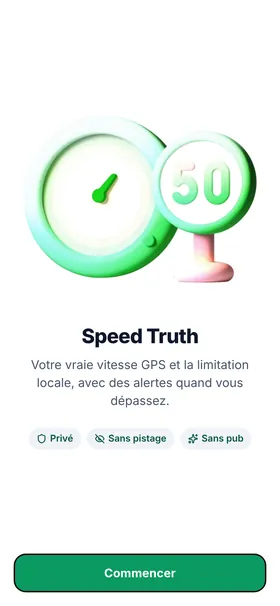 50
Speed Truth
Votre vraie vitesse GPS et la limitation
locale, avec des alertes quand vous
dépassez.
Privé
Sans pistage
Sans pub
Commencer